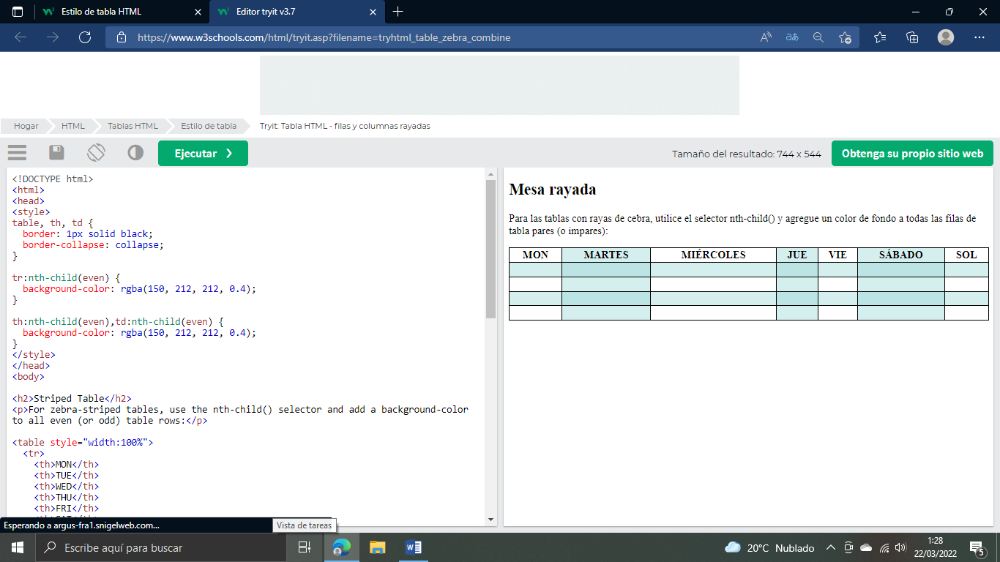 Estilo de tabla HTML
Editor tryit v3.7
https://www.w3schools.com/html/tryit.asp?filename=tryhtml_table_zebra_combine
Hogar
HTML
Tablas HTML
Estilo de tabla
Tryit: Tabla HTML - filas y columnas rayadas
Ejecutar ❯
Tamaño del resultado: 744 x 544
Obtenga su propio sitio web
<!DOCTYPE html>
<html>
<head>
<style>
table, th, td {
  border: 1px solid black;
  border-collapse: collapse;
}

tr:nth-child(even) {
  background-color: rgba(150, 212, 212, 0.4);
}

th:nth-child(even),td:nth-child(even) {
  background-color: rgba(150, 212, 212, 0.4);
}
</style>
</head>
<body>

<h2>Striped Table</h2>
<p>For zebra-striped tables, use the nth-child() selector and add a background-color
to all even (or odd) table rows:</p>

<table style="width:100%">
  <tr>
    <th>MON</th>
    <th>TUE</th>
    <th>WED</th>
    <th>THU</th>
    <th>FRI</th>
Mesa rayada
Para las tablas con rayas de cebra, utilice el selector nth-child() y agregue un color de fondo a todas las filas de
tabla pares (o impares):
MON MARTES MIÉRCOLES JUE VIE SÁBADO SOL
Esperando a argus-fra1.snigelweb.com...
Vista de tareas
Escribe aquí para buscar
20°C Nublado
1:28
22/03/2022
5